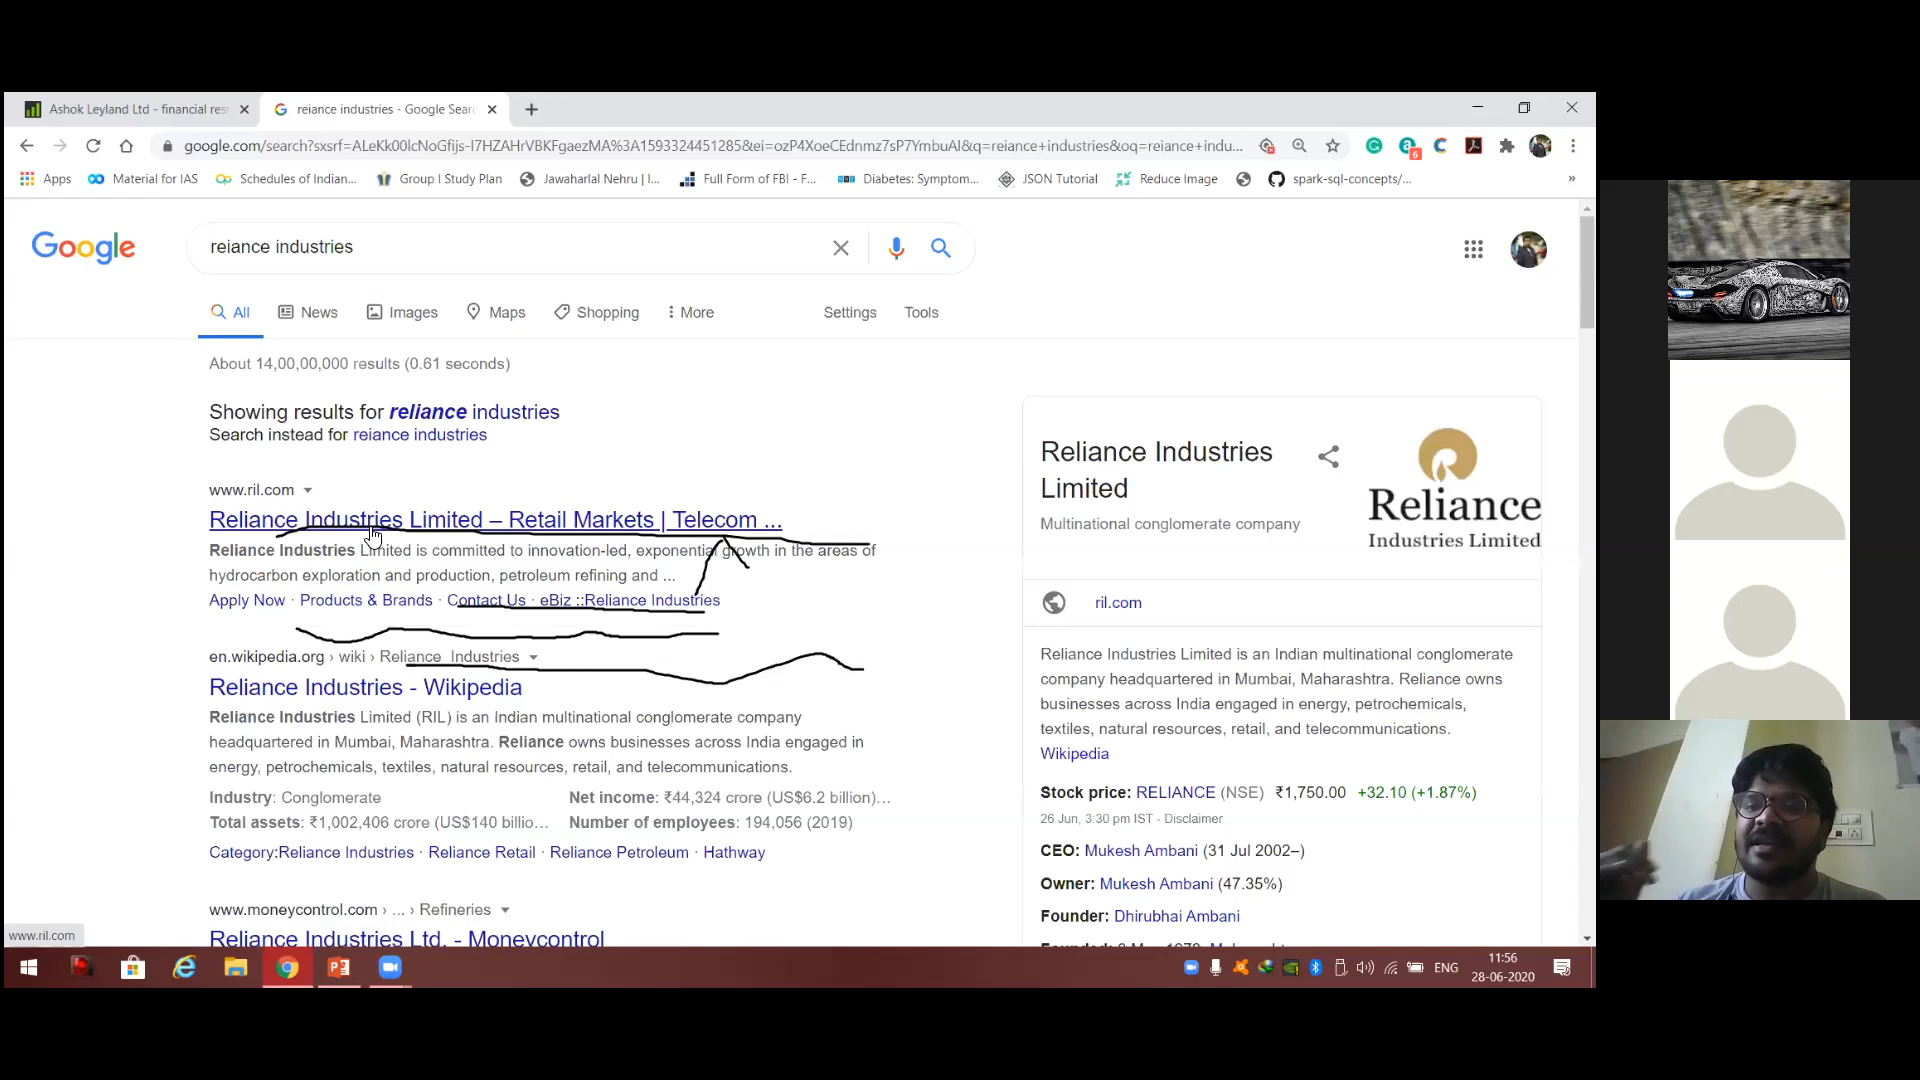 Ashok Leyland Ltd - financial res
reiance industries - Google Sear
google.com/search?sxsrf=ALeKk00lcNoGfijs-I7HZAHrVBKFgaezMA%3A1593324451285&ei=ozP4XoeCEdnmz7sP7YmbuAI&q=reiance+industries&oq=reiance+indu...
Apps Material for IAS Schedules of Indian... Group I Study Plan Jawaharlal Nehru | I... Full Form of FBI - F... Diabetes: Symptom... JSON Tutorial Reduce Image spark-sql-concepts/... »
Google
reiance industries
All News Images Maps Shopping More Settings Tools
About 14,00,00,000 results (0.61 seconds)
Showing results for reliance industries
Search instead for reiance industries
www.ril.com
Reliance Industries Limited – Retail Markets | Telecom ...
Reliance Industries Limited is committed to innovation-led, exponential growth in the areas of
hydrocarbon exploration and production, petroleum refining and ...
Apply Now · Products & Brands · Contact Us · eBiz ::Reliance Industries
en.wikipedia.org › wiki › Reliance_Industries
Reliance Industries - Wikipedia
Reliance Industries Limited (RIL) is an Indian multinational conglomerate company
headquartered in Mumbai, Maharashtra. Reliance owns businesses across India engaged in
energy, petrochemicals, textiles, natural resources, retail, and telecommunications.
Industry: Conglomerate
Net income: ₹44,324 crore (US$6.2 billion)...
Total assets: ₹1,002,406 crore (US$140 billio...
Number of employees: 194,056 (2019)
Category:Reliance Industries · Reliance Retail · Reliance Petroleum · Hathway
www.moneycontrol.com › ... › Refineries
Reliance Industries Ltd. - Moneycontrol
Reliance Industries
Limited
Multinational conglomerate company
Reliance
Industries Limited
ril.com
Reliance Industries Limited is an Indian multinational conglomerate
company headquartered in Mumbai, Maharashtra. Reliance owns
businesses across India engaged in energy, petrochemicals,
textiles, natural resources, retail, and telecommunications.
Wikipedia
Stock price: RELIANCE (NSE) ₹1,750.00 +32.10 (+1.87%)
26 Jun, 3:30 pm IST - Disclaimer
CEO: Mukesh Ambani (31 Jul 2002–)
Owner: Mukesh Ambani (47.35%)
Founder: Dhirubhai Ambani
www.ril.com
ENG
11:56
28-06-2020